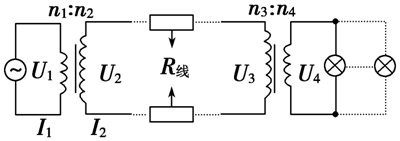 n₁:n₂ n₃:n₄
~ U₁ U₂ R线 U₃ U₄
I₁ I₂